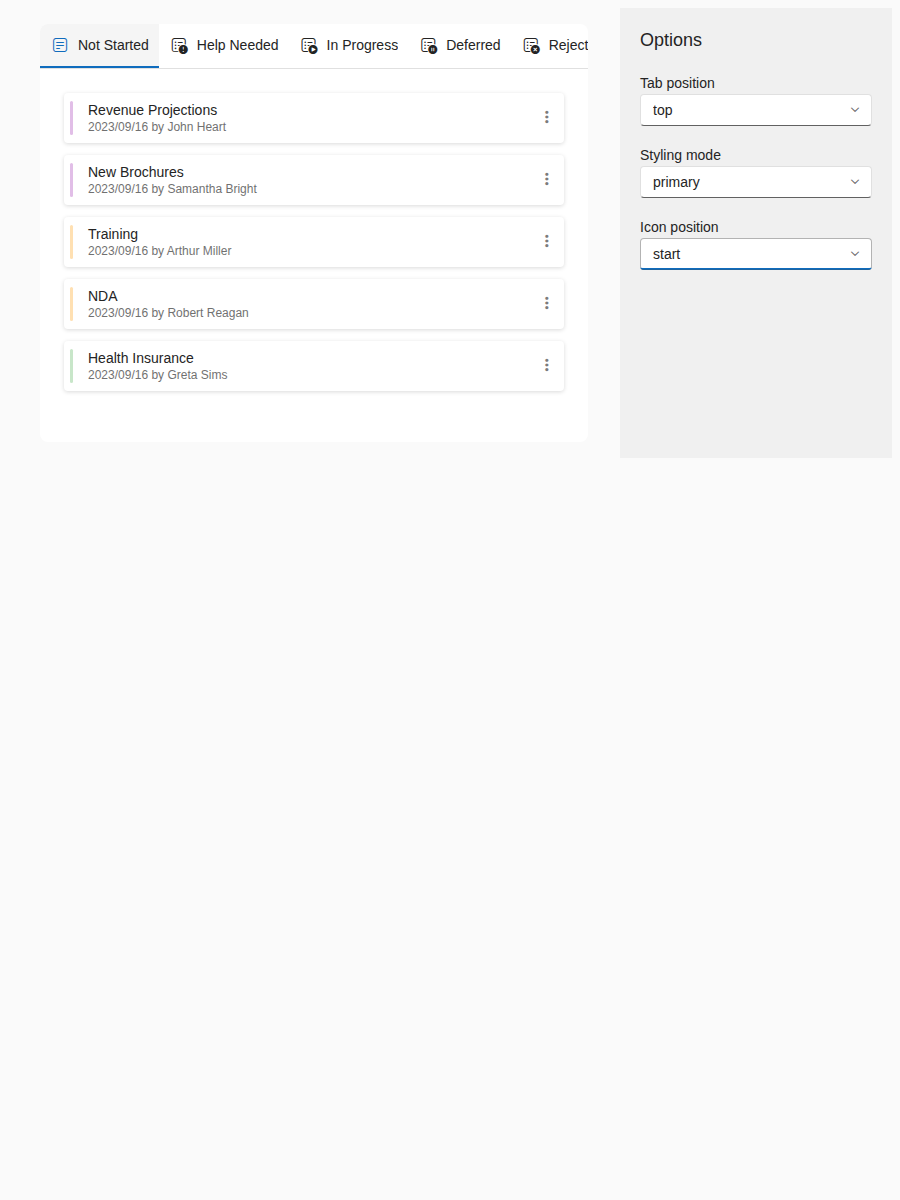 Not Started
Help Needed
In Progress
Deferred
Reject
Revenue Projections
2023/09/16 by John Heart
New Brochures
2023/09/16 by Samantha Bright
Training
2023/09/16 by Arthur Miller
NDA
2023/09/16 by Robert Reagan
Health Insurance
2023/09/16 by Greta Sims
Options
Tab position
top
Styling mode
primary
Icon position
start